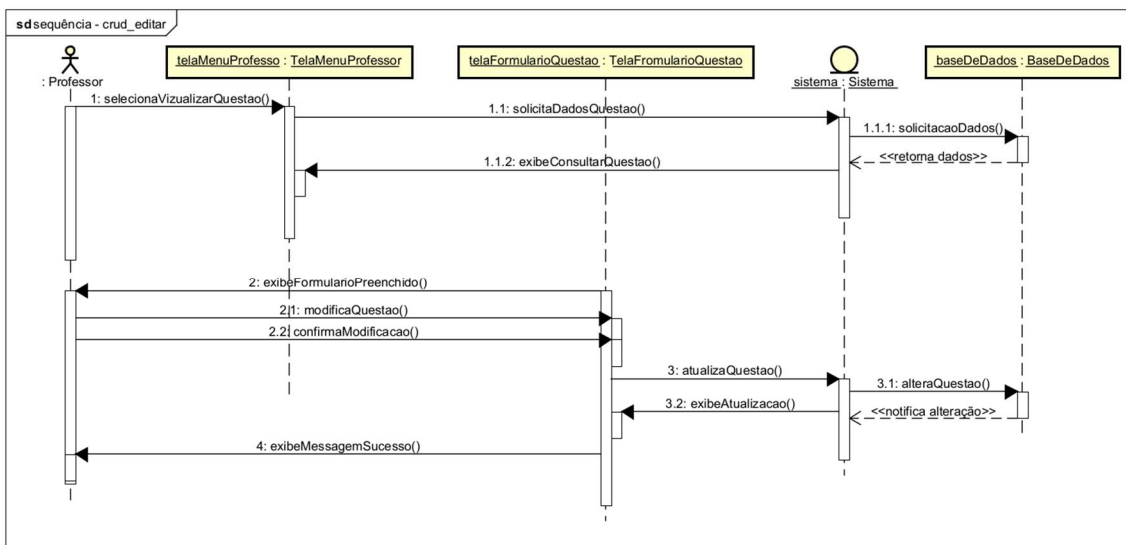 sd sequência - crud_editar
telaMenuProfesso : TelaMenuProfessor
telaFormularioQuestao : TelaFromularioQuestao
baseDeDados : BaseDeDados
: Professor
sistema : Sistema
1: selecionaVizualizarQuestao()
1.1: solicitaDadosQuestao()
1.1.1: solicitacaoDados()
<<retorna dados>>
1.1.2: exibeConsultarQuestao()
2: exibeFormularioPreenchido()
2.1: modificaQuestao()
2.2: confirmaModificacao()
3: atualizaQuestao()
3.1: alteraQuestao()
3.2: exibeAtualizacao()
<<notifica alteração>>
4: exibeMessagemSucesso()